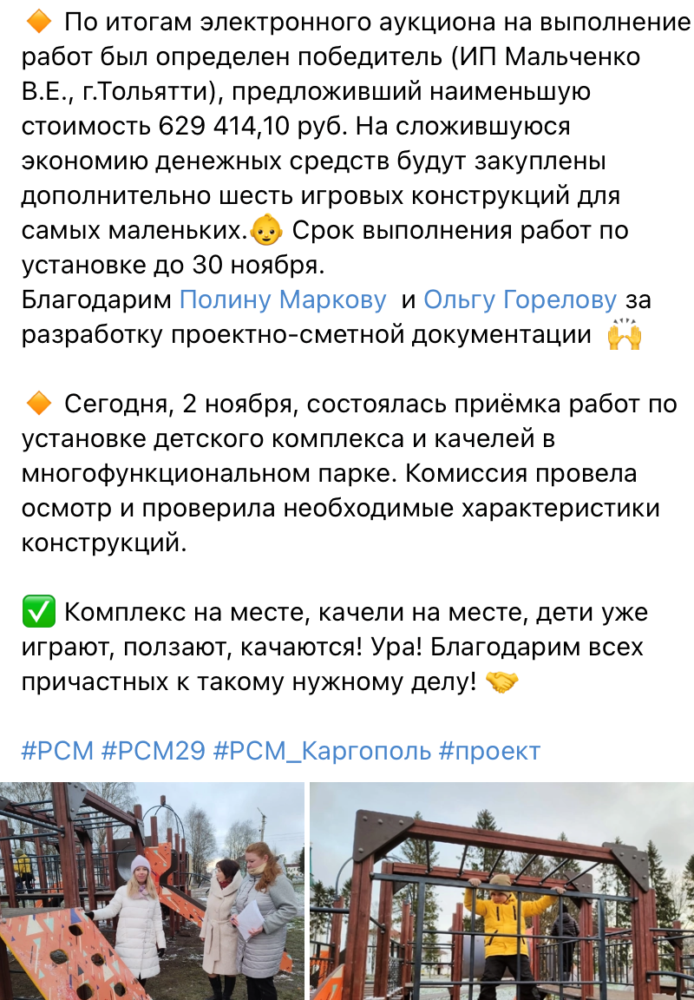 🔸 По итогам электронного аукциона на выполнение
работ был определен победитель (ИП Мальченко
В.Е., г.Тольятти), предложивший наименьшую
стоимость 629 414,10 руб. На сложившуюся
экономию денежных средств будут закуплены
дополнительно шесть игровых конструкций для
самых маленьких.👶 Срок выполнения работ по
установке до 30 ноября.
Благодарим Полину Маркову и Ольгу Горелову за
разработку проектно-сметной документации 🙌
🔸 Сегодня, 2 ноября, состоялась приёмка работ по
установке детского комплекса и качелей в
многофункциональном парке. Комиссия провела
осмотр и проверила необходимые характеристики
конструкций.
✅ Комплекс на месте, качели на месте, дети уже
играют, ползают, качаются! Ура! Благодарим всех
причастных к такому нужному делу! 🤝
#РСМ #РСМ29 #РСМ_Каргополь #проект